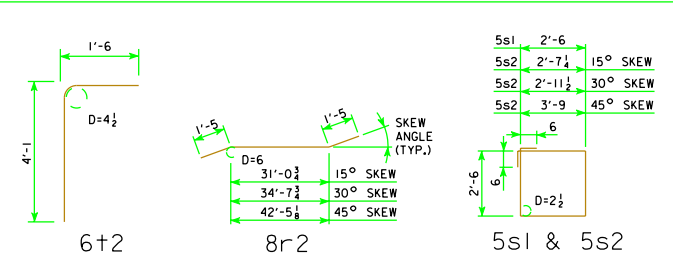 1'-6
D=4½
4'-1
6t2
1'-5
1'-5
SKEW
ANGLE
(TYP.)
D=6
31'-0¾ 15° SKEW
34'-7¾ 30° SKEW
42'-5⅛ 45° SKEW
8r2
5s1 2'-6
5s2 2'-7¼ 15° SKEW
5s2 2'-11½ 30° SKEW
5s2 3'-9 45° SKEW
6
2'-6
6
D=2½
5s1 & 5s2